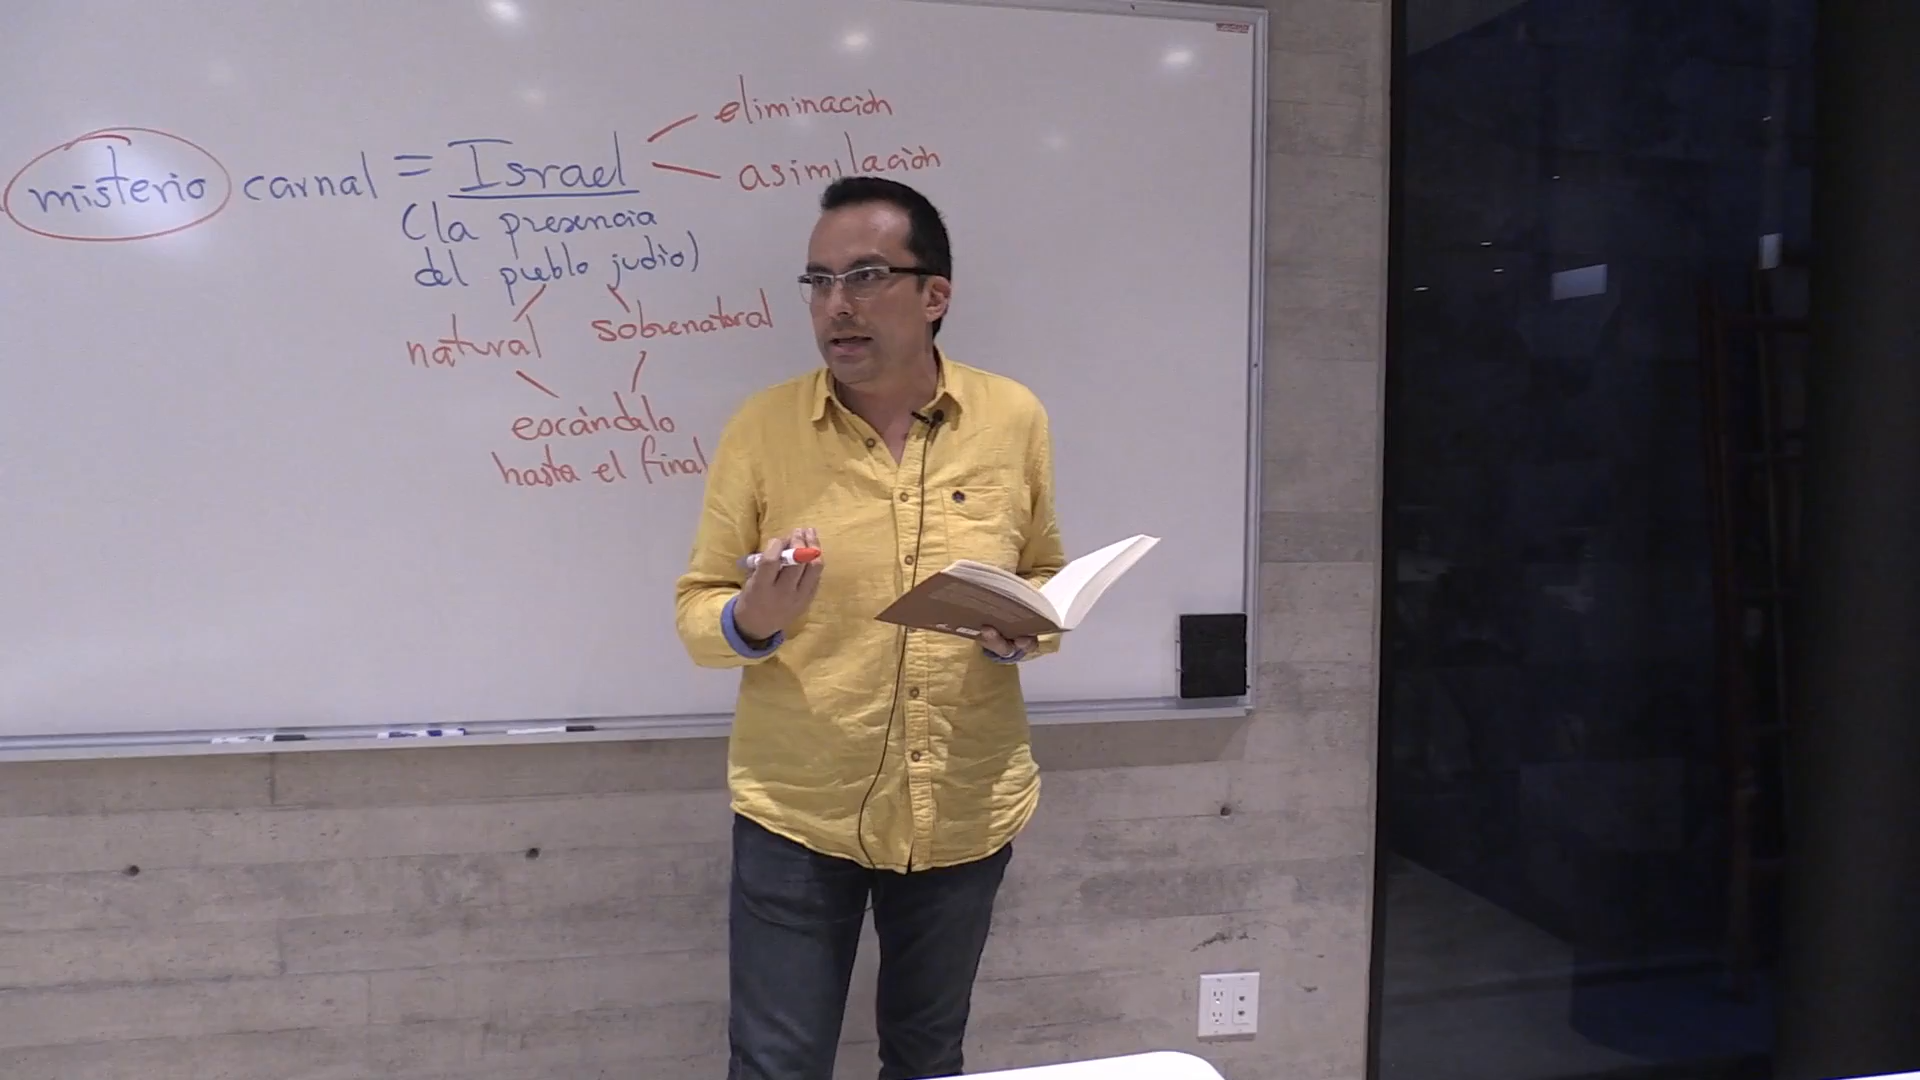 eliminación
misterio carnal = Israel
asimilación
(la presencia
del pueblo judío)
natural
sobrenatural
escándalo
hasta el final